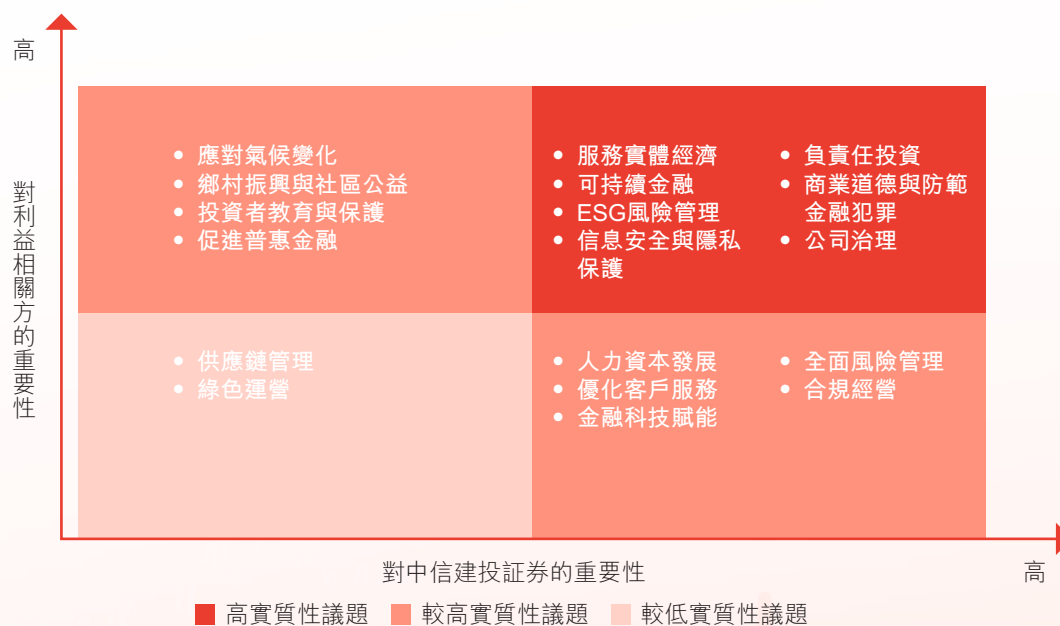 高
對利益相關方的重要性
• 應對氣候變化
• 鄉村振興與社區公益
• 投資者教育與保護
• 促進普惠金融
• 服務實體經濟
• 可持續金融
• ESG風險管理
• 信息安全與隱私
保護
• 負責任投資
• 商業道德與防範
金融犯罪
• 公司治理
• 供應鏈管理
• 綠色運營
• 人力資本發展
• 優化客戶服務
• 金融科技賦能
• 全面風險管理
• 合規經營
對中信建投証券的重要性
高
高實質性議題
較高實質性議題
較低實質性議題